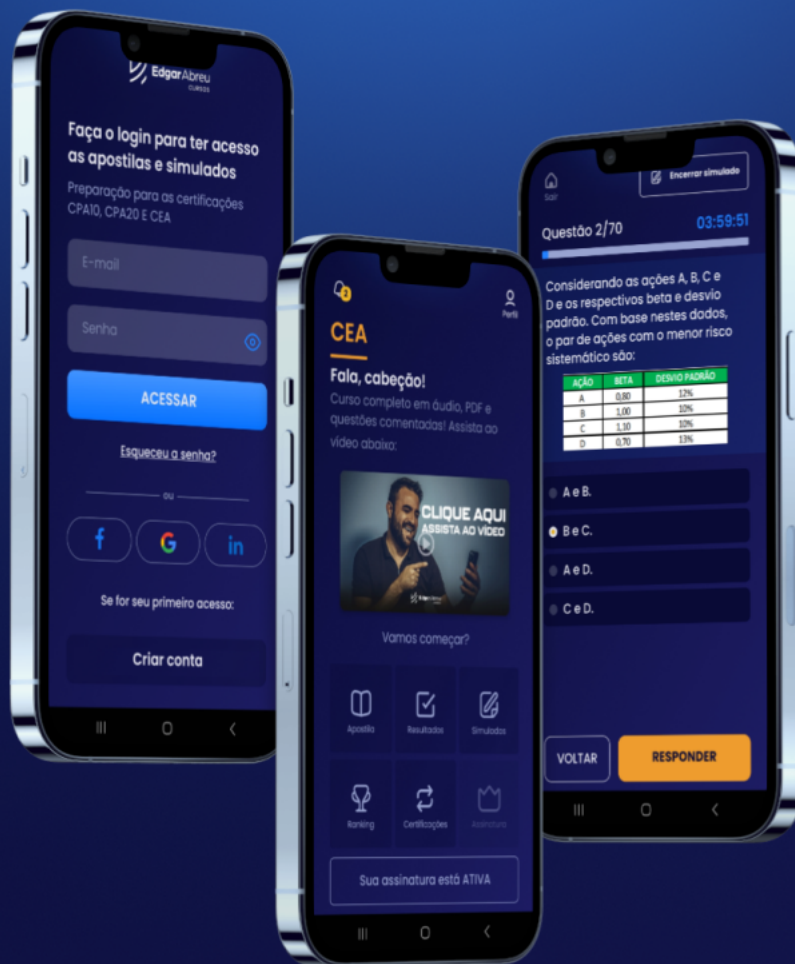 EdgarAbreu
CURSOS
Faça o login para ter acesso
as apostilas e simulados
Preparação para as certificações
CPA10, CPA20 E CEA
E-mail
Senha
ACESSAR
Esqueceu a senha?
ou
f
G
in
Se for seu primeiro acesso:
Criar conta
2
Perfil
CEA
Fala, cabeção!
Curso completo em áudio, PDF e
questões comentadas! Assista ao
vídeo abaixo:
CLIQUE AQUI
ASSISTA AO VÍDEO
Vamos começar?
Apostila
Resultados
Simulados
Ranking
Certificações
Assinatura
Sua assinatura está ATIVA
Sair
Encerrar simulado
Questão 2/70
03:59:51
Considerando as ações A, B, C e
D e os respectivos beta e desvio
padrão. Com base nestes dados,
o par de ações com o menor risco
sistemático são:
AÇÃO BETA DESVIO PADRÃO
A 0,80 12%
B 1,00 10%
C 1,10 10%
D 0,70 13%
A e B.
B e C.
A e D.
C e D.
VOLTAR
RESPONDER